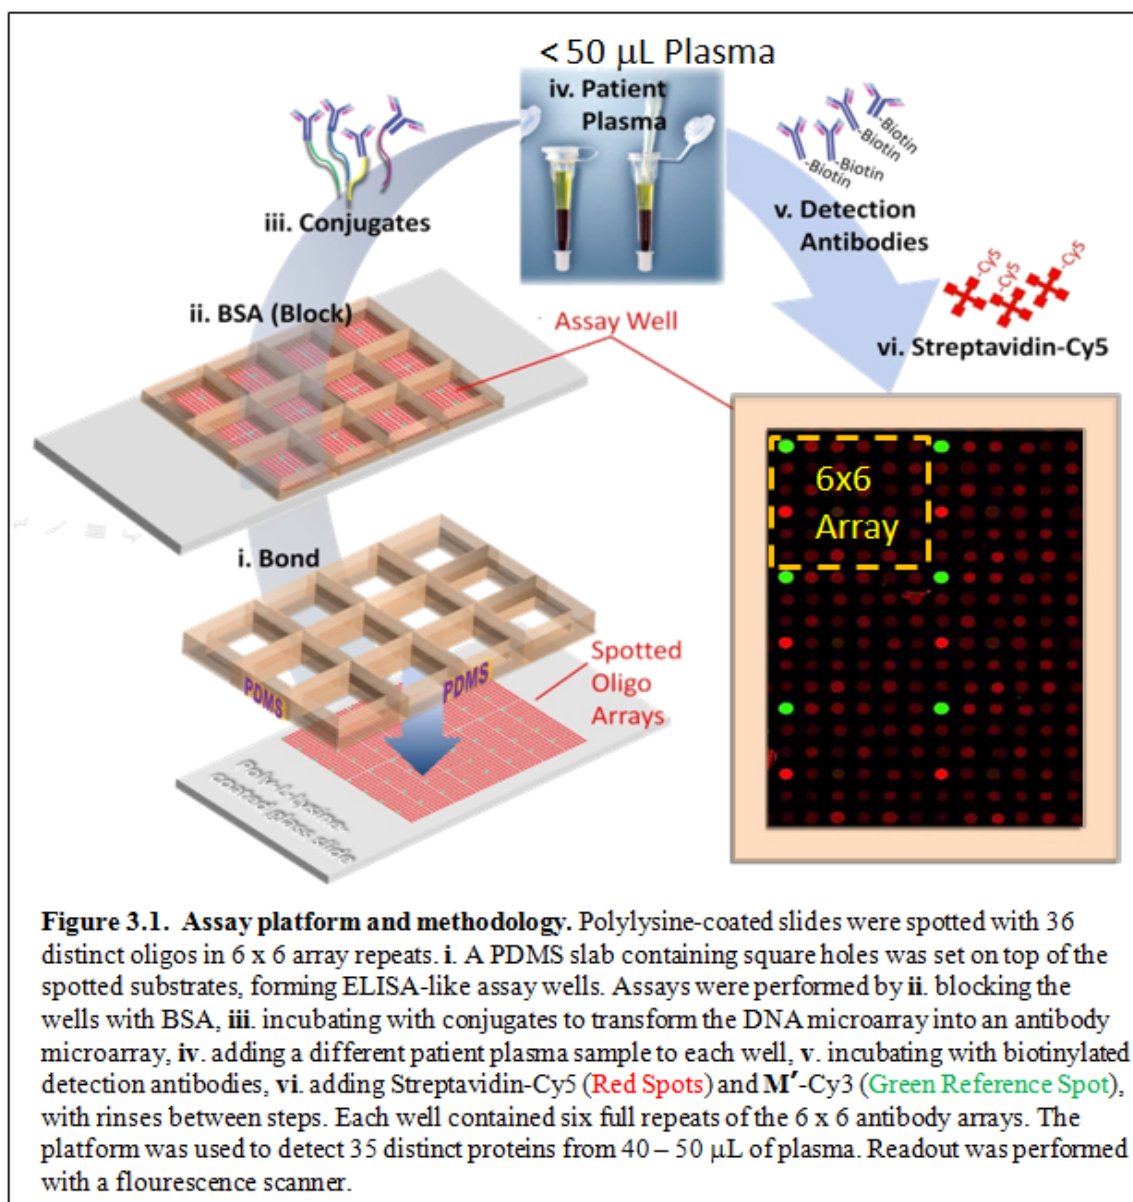 < 50 μL Plasma
iv. Patient
Plasma
iii. Conjugates
-Biotin
-Biotin
-Biotin
-Biotin
v. Detection
Antibodies
-Cy5
-Cy5
-Cy5
vi. Streptavidin-Cy5
ii. BSA (Block)
Assay Well
6x6
Array
i. Bond
PDMS
PDMS
Spotted
Oligo
Arrays
Poly-L-Lysine-
coated glass slide
Figure 3.1. Assay platform and methodology. Polylysine-coated slides were spotted with 36
distinct oligos in 6 x 6 array repeats. i. A PDMS slab containing square holes was set on top of the
spotted substrates, forming ELISA-like assay wells. Assays were performed by ii. blocking the
wells with BSA, iii. incubating with conjugates to transform the DNA microarray into an antibody
microarray, iv. adding a different patient plasma sample to each well, v. incubating with biotinylated
detection antibodies, vi. adding Streptavidin-Cy5 (Red Spots) and M′-Cy3 (Green Reference Spot),
with rinses between steps. Each well contained six full repeats of the 6 x 6 antibody arrays. The
platform was used to detect 35 distinct proteins from 40 – 50 μL of plasma. Readout was performed
with a flourescence scanner.